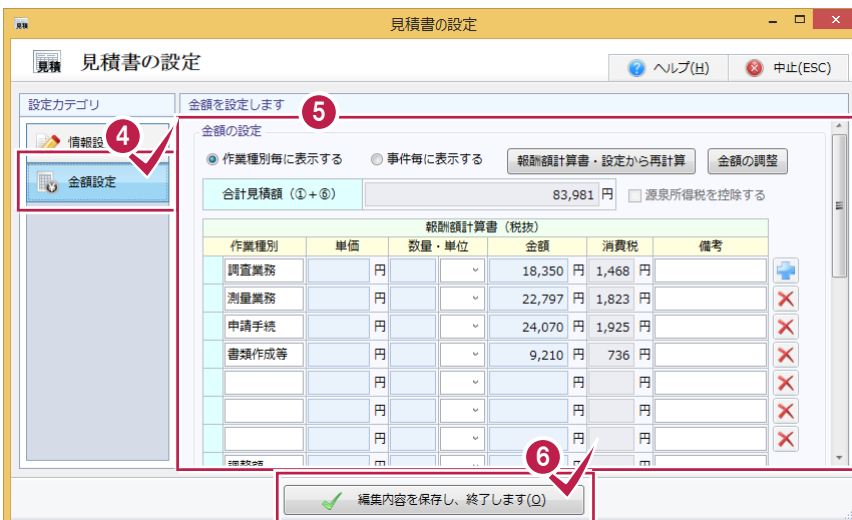 見積 見積書の設定
見積 見積書の設定
ヘルプ(H) 中止(ESC)
設定カテゴリ
金額を設定します
5
4
情報設
金額設定
金額の設定
作業種別毎に表示する 事件毎に表示する 報酬額計算書・設定から再計算 金額の調整
合計見積額（①+⑥） 83,981 円 源泉所得税を控除する
報酬額計算書（税抜）
作業種別 単価 数量・単位 金額 消費税 備考
調査業務 円 18,350 円 1,468 円
測量業務 円 22,797 円 1,823 円
申請手続 円 24,070 円 1,925 円
書類作成等 円 9,210 円 736 円
円 円 円
円 円 円
円 円 円
調整額 円 円 円
6
編集内容を保存し、終了します(O)